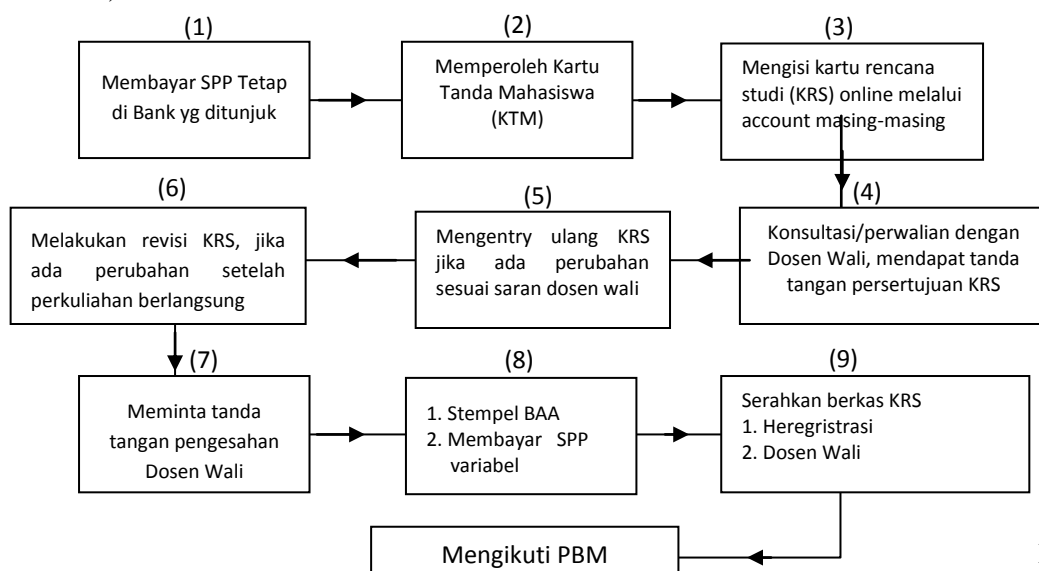 (1)
Membayar SPP Tetap
di Bank yg ditunjuk
(2)
Memperoleh Kartu
Tanda Mahasiswa
(KTM)
(3)
Mengisi kartu rencana
studi (KRS) online melalui
account masing-masing
(4)
Konsultasi/perwalian dengan
Dosen Wali, mendapat tanda
tangan persertujuan KRS
(5)
Mengentry ulang KRS
jika ada perubahan
sesuai saran dosen wali
(6)
Melakukan revisi KRS, jika
ada perubahan setelah
perkuliahan berlangsung
(7)
Meminta tanda
tangan pengesahan
Dosen Wali
(8)
1. Stempel BAA
2. Membayar SPP
variabel
(9)
Serahkan berkas KRS
1. Heregristrasi
2. Dosen Wali
Mengikuti PBM